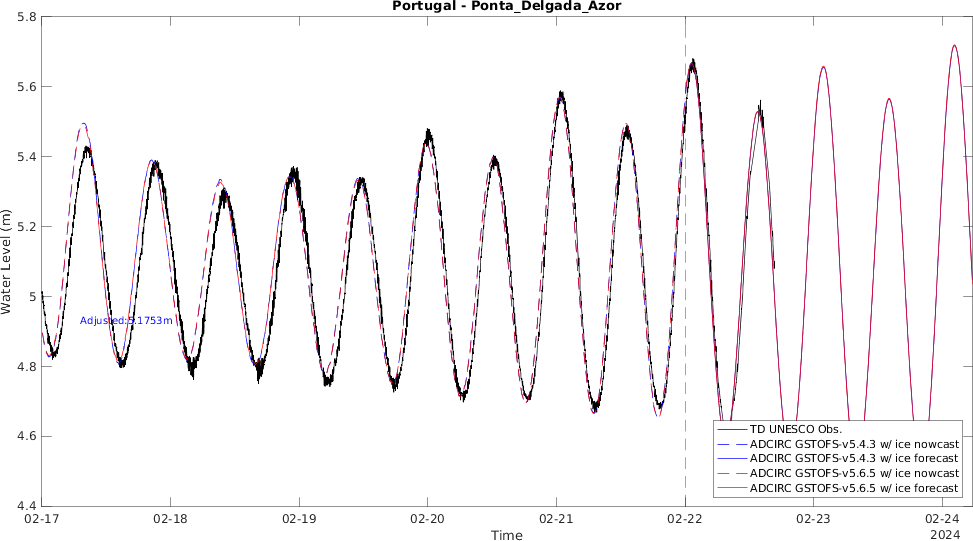 Portugal - Ponta_Delgada_Azor
5.8
5.6
5.4
5.2
5
4.8
4.6
4.4
Water Level (m)
Adjusted:5.1753m
TD UNESCO Obs.
ADCIRC GSTOFS-v5.4.3 w/ ice nowcast
ADCIRC GSTOFS-v5.4.3 w/ ice forecast
ADCIRC GSTOFS-v5.6.5 w/ ice nowcast
ADCIRC GSTOFS-v5.6.5 w/ ice forecast
02-17 02-18 02-19 02-20 02-21 02-22 02-23 02-24
Time
2024